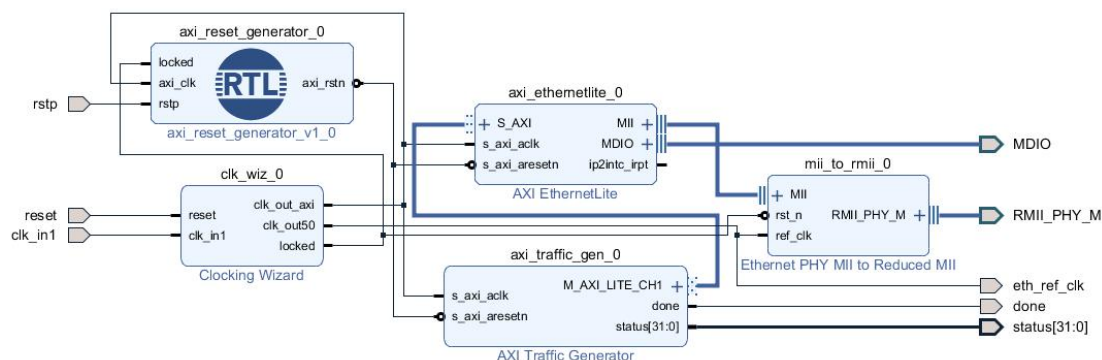 axi_reset_generator_0
locked
axi_clk
rstp
RTL
axi_rstn
axi_reset_generator_v1_0
rstp
axi_ethernetlite_0
S_AXI
s_axi_aclk
s_axi_aresetn
MII
MDIO
ip2intc_irpt
AXI EthernetLite
MDIO
clk_wiz_0
reset
clk_in1
reset
clk_in1
clk_out_axi
clk_out50
locked
Clocking Wizard
mii_to_rmii_0
MII
rst_n
ref_clk
RMII_PHY_M
Ethernet PHY MII to Reduced MII
RMII_PHY_M
axi_traffic_gen_0
s_axi_aclk
s_axi_aresetn
M_AXI_LITE_CH1
done
status[31:0]
AXI Traffic Generator
eth_ref_clk
done
status[31:0]